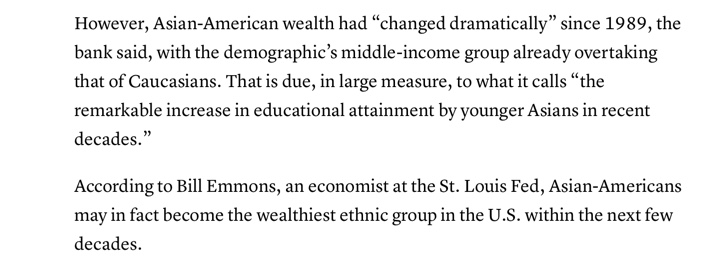 However, Asian-American wealth had “changed dramatically” since 1989, the
bank said, with the demographic’s middle-income group already overtaking
that of Caucasians. That is due, in large measure, to what it calls “the
remarkable increase in educational attainment by younger Asians in recent
decades.”
According to Bill Emmons, an economist at the St. Louis Fed, Asian-Americans
may in fact become the wealthiest ethnic group in the U.S. within the next few
decades.